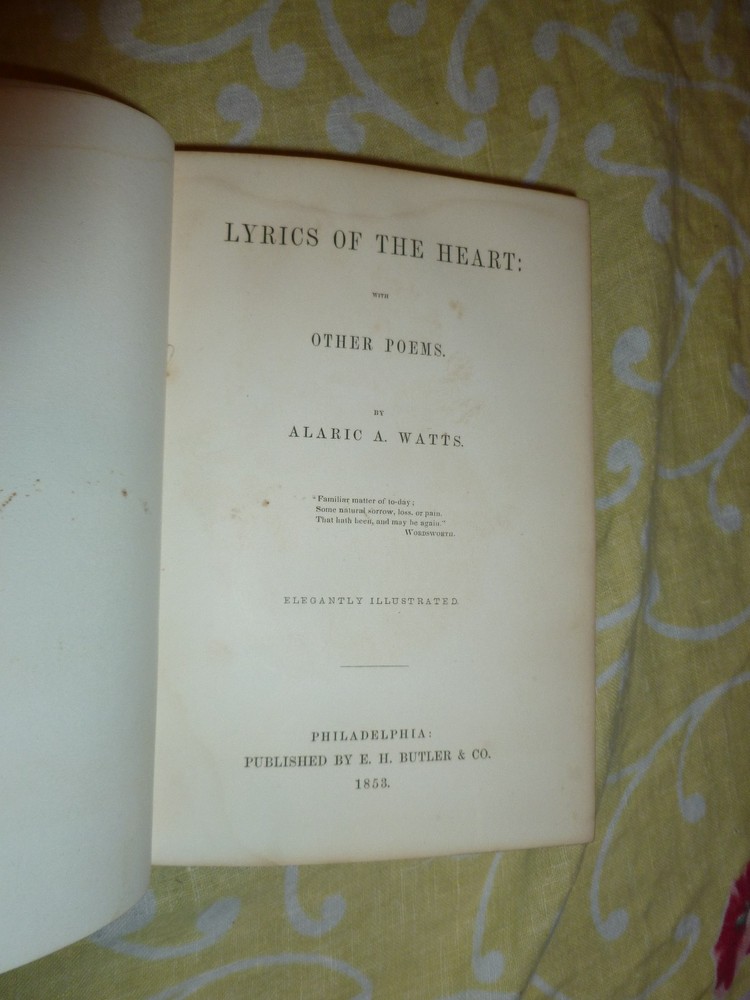 LYRICS OF THE HEART:
WITH
OTHER POEMS.
BY
ALARIC A. WATTS.
"Familiar matter of to-day;
Some natural sorrow, loss, or pain,
That hath been, and may be again."
WORDSWORTH.
ELEGANTLY ILLUSTRATED.
PHILADELPHIA:
PUBLISHED BY E. H. BUTLER & CO.
1853.